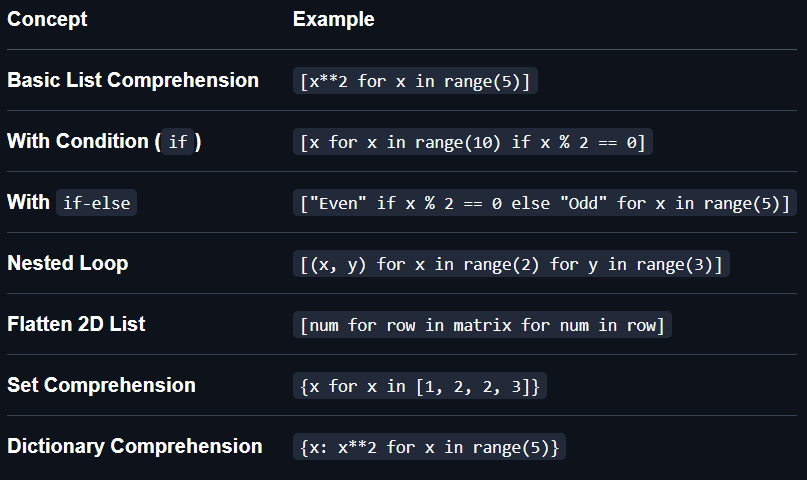 Concept Example
Basic List Comprehension [x**2 for x in range(5)]
With Condition (if) [x for x in range(10) if x % 2 == 0]
With if-else ["Even" if x % 2 == 0 else "Odd" for x in range(5)]
Nested Loop [(x, y) for x in range(2) for y in range(3)]
Flatten 2D List [num for row in matrix for num in row]
Set Comprehension {x for x in [1, 2, 2, 3]}
Dictionary Comprehension {x: x**2 for x in range(5)}